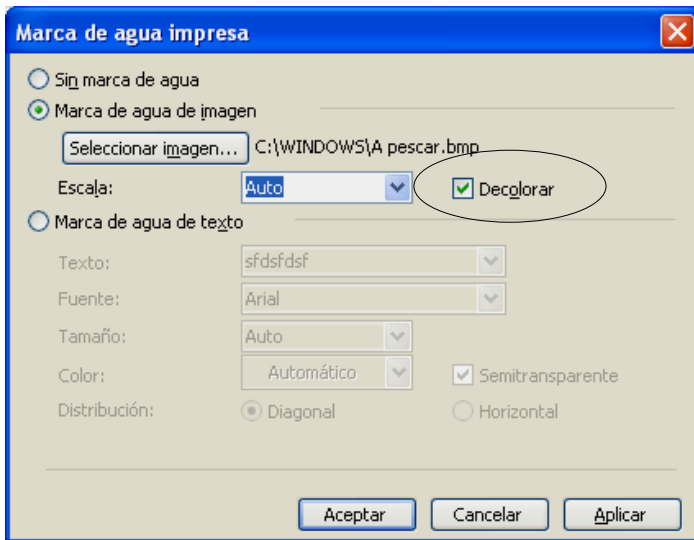 Marca de agua impresa
Sin marca de agua
Marca de agua de imagen
Seleccionar imagen... C:\WINDOWS\A pescar.bmp
Escala: Auto Decolorar
Marca de agua de texto
Texto: sfdsfdsf
Fuente: Arial
Tamaño: Auto
Color: Automático Semitransparente
Distribución: Diagonal Horizontal
Aceptar Cancelar Aplicar